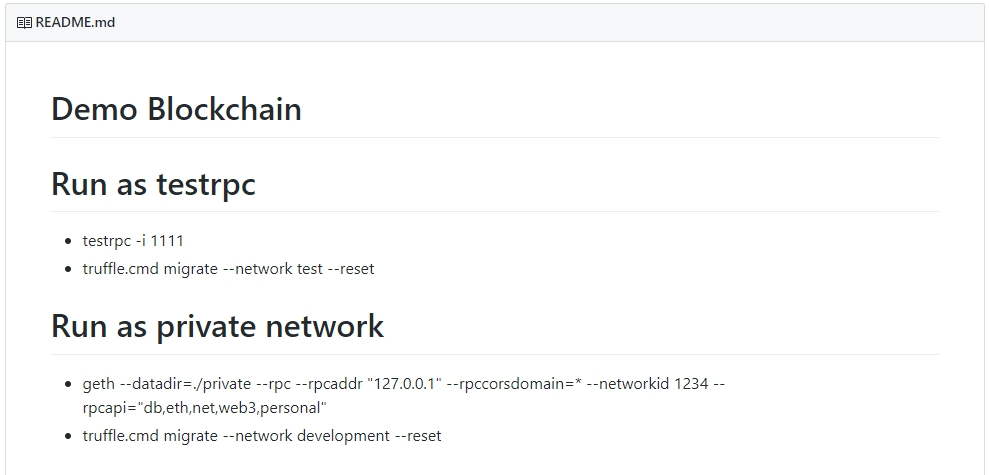 README.md
Demo Blockchain
Run as testrpc
• testrpc -i 1111
• truffle.cmd migrate --network test --reset
Run as private network
• geth --datadir=./private --rpc --rpcaddr "127.0.0.1" --rpccorsdomain=* --networkid 1234 --
rpcapi="db,eth,net,web3,personal"
• truffle.cmd migrate --network development --reset